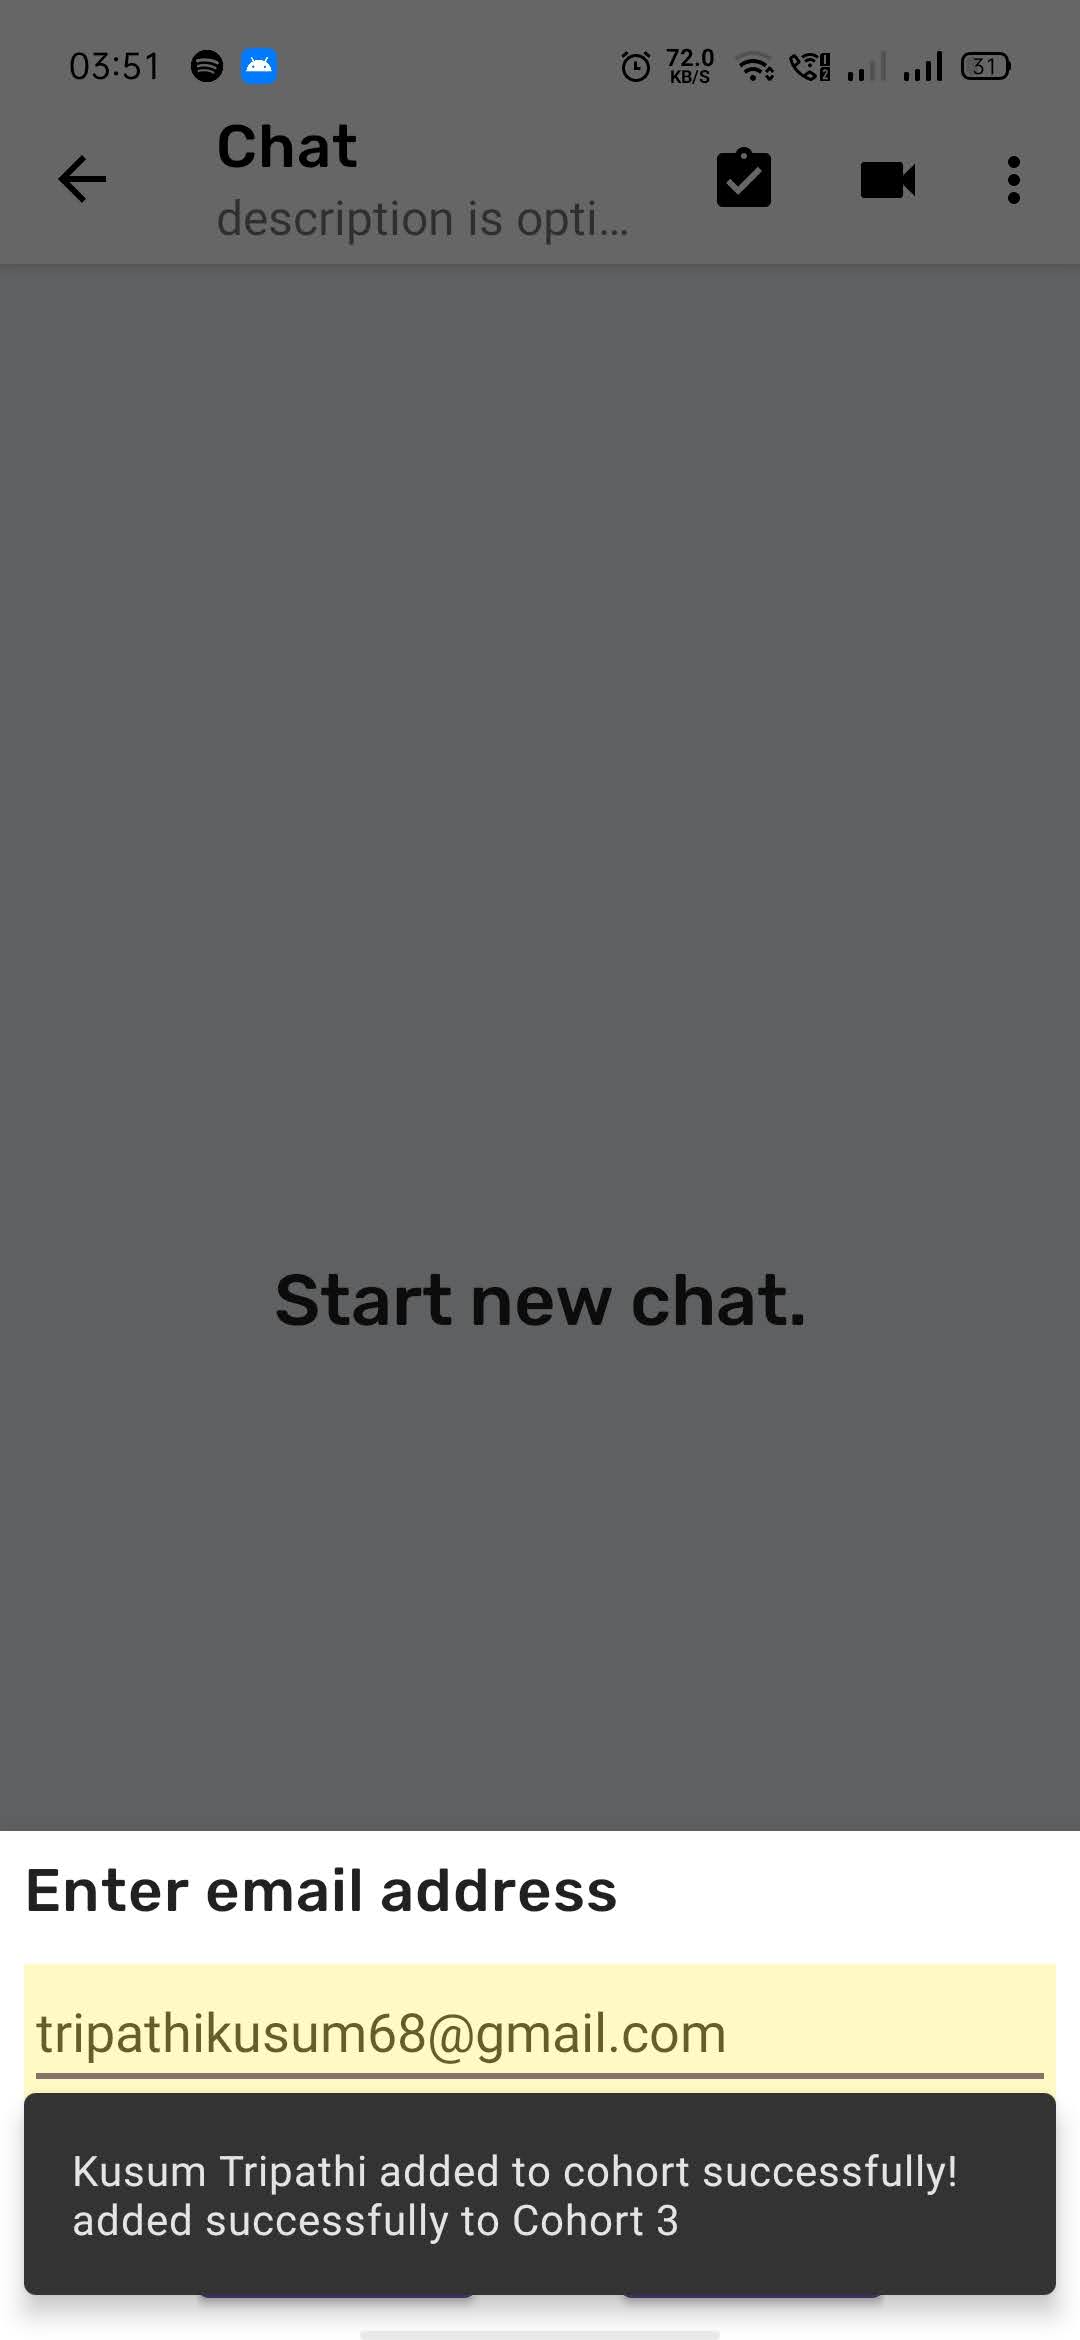 03:51
72.0
KB/S
31
Chat
description is opti...
Start new chat.
Enter email address
tripathikusum68@gmail.com
Kusum Tripathi added to cohort successfully!
added successfully to Cohort 3